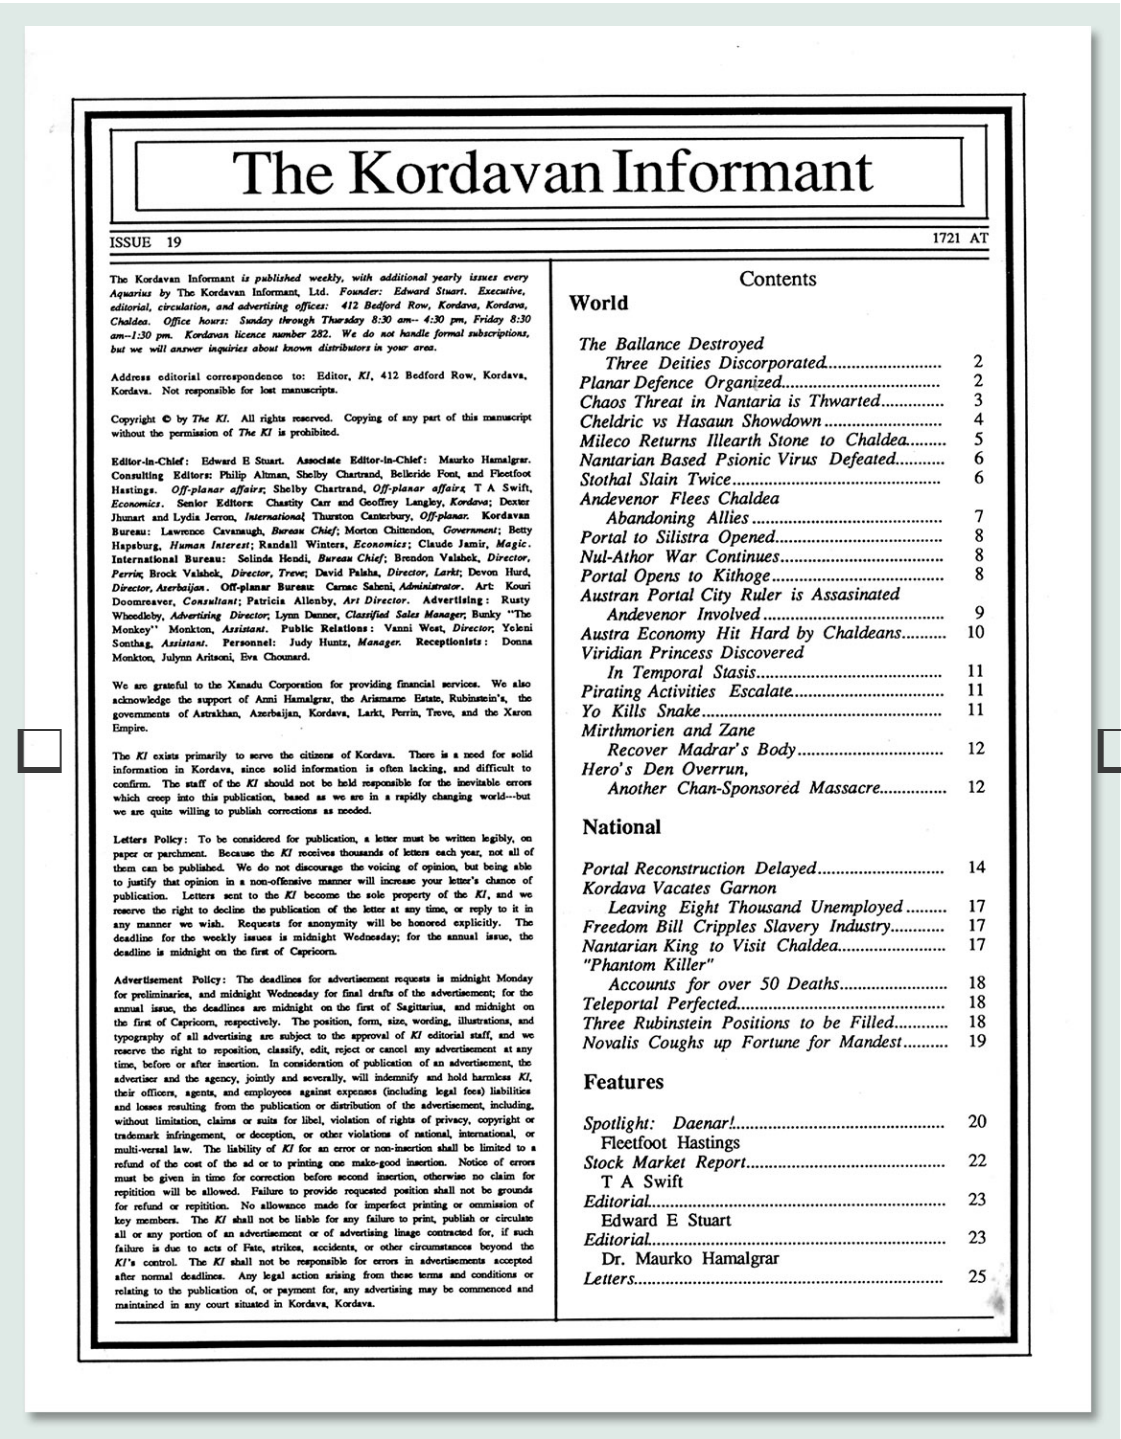 The Kordavan Informant
ISSUE 19
1721 AT
The Kordavan Informant is published weekly, with additional yearly issues every
Aquarius by The Kordavan Informant, Ltd. Founder: Edward Stuart. Executive,
editorial, circulation, and advertising offices: 412 Bedford Row, Kordava, Kordava,
Chaldea. Office hours: Sunday through Thursday 8:30 am-- 4:30 pm, Friday 8:30
am--1:30 pm. Kordavan licence number 282. We do not handle formal subscriptions,
but we will answer inquiries about known distributors in your area.
Address editorial correspondence to: Editor, KI, 412 Bedford Row, Kordava,
Kordava. Not responsible for lost manuscripts.
Copyright © by The KI. All rights reserved. Copying of any part of this manuscript
without the permission of The KI is prohibited.
Editor-in-Chief: Edward E Stuart. Associate Editor-in-Chief: Maurko Hamalgrar.
Consulting Editors: Philip Altman, Shelby Chartrand, Belleride Font, and Fleetfoot
Hastings. Off-planar affairs; Shelby Chartrand, Off-planar affairs; T A Swift,
Economics. Senior Editors: Chastity Carr and Geoffrey Langley, Kordava; Dexter
Jhunart and Lydia Jerron, International; Thurston Canterbury, Off-planar. Kordavan
Bureau: Lawrence Cavanaugh, Bureau Chief; Morton Chittendon, Government; Betty
Hapsburg, Human Interest; Randall Winters, Economics; Claude Jamir, Magic.
International Bureau: Solinda Hendi, Bureau Chief; Brendon Valshek, Director,
Perrin; Brock Valshek, Director, Treve; David Palsha, Director, Larkt; Devon Hurd,
Director, Azerbaijan. Off-planar Bureau: Carnac Saheni, Administrator. Art: Kouri
Doomreaver, Consultant; Patricia Allenby, Art Director. Advertising: Rusty
Wheedleby, Advertising Director; Lynn Danner, Classified Sales Manager; Bunky "The
Monkey" Monkton, Assistant. Public Relations: Vanni West, Director; Yeleni
Sonthag, Assistant. Personnel: Judy Huntz, Manager. Receptionists: Donna
Monkton, Julynn Aritsoni, Eva Chounard.
We are grateful to the Xanadu Corporation for providing financial services. We also
acknowledge the support of Anni Hamalgrar, the Arismame Estate, Rubinstein's, the
governments of Astrakhan, Azerbaijan, Kordava, Larkt, Perrin, Treve, and the Xaron
Empire.
The KI exists primarily to serve the citizens of Kordava. There is a need for solid
information in Kordava, since solid information is often lacking, and difficult to
confirm. The staff of the KI should not be held responsible for the inevitable errors
which creep into this publication, based as we are in a rapidly changing world---but
we are quite willing to publish corrections as needed.
Letters Policy: To be considered for publication, a letter must be written legibly, on
paper or parchment. Because the KI receives thousands of letters each year, not all of
them can be published. We do not discourage the voicing of opinion, but being able
to justify that opinion in a non-offensive manner will increase your letter's chance of
publication. Letters sent to the KI become the sole property of the KI, and we
reserve the right to decline the publication of the letter at any time, or reply to it in
any manner we wish. Requests for anonymity will be honored explicitly. The
deadline for the weekly issues is midnight Wednesday; for the annual issue, the
deadline is midnight on the first of Capricorn.
Advertisement Policy: The deadlines for advertisement requests is midnight Monday
for preliminaries, and midnight Wednesday for final drafts of the advertisement; for the
annual issue, the deadlines are midnight on the first of Sagittarius, and midnight on
the first of Capricorn, respectively. The position, form, size, wording, illustrations, and
typography of all advertising are subject to the approval of KI editorial staff, and we
reserve the right to reposition, classify, edit, reject or cancel any advertisement at any
time, before or after insertion. In consideration of publication of an advertisement, the
advertiser and the agency, jointly and severally, will indemnify and hold harmless KI,
their officers, agents, and employees against expenses (including legal fees) liabilities
and losses resulting from the publication or distribution of the advertisement, including,
without limitation, claims or suits for libel, violation of rights of privacy, copyright or
trademark infringement, or deception, or other violations of national, international, or
multi-versal law. The liability of KI for an error or non-insertion shall be limited to a
refund of the cost of the ad or to printing one make-good insertion. Notice of errors
must be given in time for correction before second insertion, otherwise no claim for
repitition will be allowed. Failure to provide requested position shall not be grounds
for refund or repitition. No allowance made for imperfect printing or ommission of
key members. The KI shall not be liable for any failure to print, publish or circulate
all or any portion of an advertisement or of advertising linage contracted for, if such
failure is due to acts of Fate, strikes, accidents, or other circumstances beyond the
KI's control. The KI shall not be responsible for errors in advertisements accepted
after normal deadlines. Any legal action arising from these terms and conditions or
relating to the publication of, or payment for, any advertising may be commenced and
maintained in any court situated in Kordava, Kordava.
Contents
World
The Ballance Destroyed
Three Deities Discorporated.......................... 2
Planar Defence Organized................................... 2
Chaos Threat in Nantaria is Thwarted.............. 3
Cheldric vs Hasaun Showdown.......................... 4
Mileco Returns Illearth Stone to Chaldea......... 5
Nantarian Based Psionic Virus Defeated........... 6
Stothal Slain Twice.............................................. 6
Andevenor Flees Chaldea
Abandoning Allies.......................................... 7
Portal to Silistra Opened..................................... 8
Nul-Athor War Continues.................................... 8
Portal Opens to Kithoge...................................... 8
Austran Portal City Ruler is Assasinated
Andevenor Involved........................................ 9
Austra Economy Hit Hard by Chaldeans.......... 10
Viridian Princess Discovered
In Temporal Stasis......................................... 11
Pirating Activities Escalate................................. 11
Yo Kills Snake..................................................... 11
Mirthmorien and Zane
Recover Madrar's Body................................ 12
Hero's Den Overrun,
Another Chan-Sponsored Massacre............... 12
National
Portal Reconstruction Delayed............................ 14
Kordava Vacates Garnon
Leaving Eight Thousand Unemployed......... 17
Freedom Bill Cripples Slavery Industry............ 17
Nantarian King to Visit Chaldea........................ 17
"Phantom Killer"
Accounts for over 50 Deaths........................ 18
Teleportal Perfected.............................................. 18
Three Rubinstein Positions to be Filled............ 18
Novalis Coughs up Fortune for Mandest.......... 19
Features
Spotlight: Daenar!............................................... 20
Fleetfoot Hastings
Stock Market Report............................................ 22
T A Swift
Editorial.................................................................. 23
Edward E Stuart
Editorial.................................................................. 23
Dr. Maurko Hamalgrar
Letters..................................................................... 25